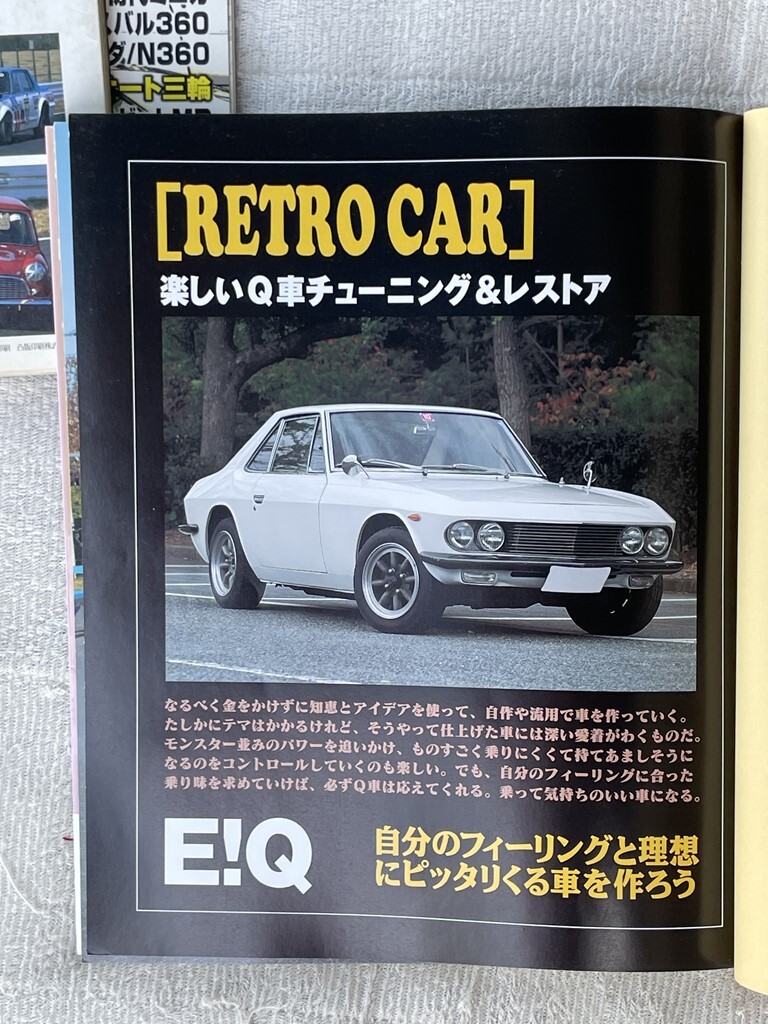 バル360
ダ/N360
ート三輪
[RETRO CAR]
楽しいQ車チューニング&レストア
なるべく金をかけずに知恵とアイデアを使って、自作や流用で車を作っていく。
たしかにテマはかかるけれど、そうやって仕上げた車には深い愛着がわくものだ。
モンスター並みのパワーを追いかけ、ものすごく乗りにくくて持てあましそうに
なるのをコントロールしていくのも楽しい。でも、自分のフィーリングに合った
乗り味を求めていけば、必ずQ車は応えてくれる。乗って気持ちのいい車になる。
E!Q
自分のフィーリングと理想
にピッタリくる車を作ろう